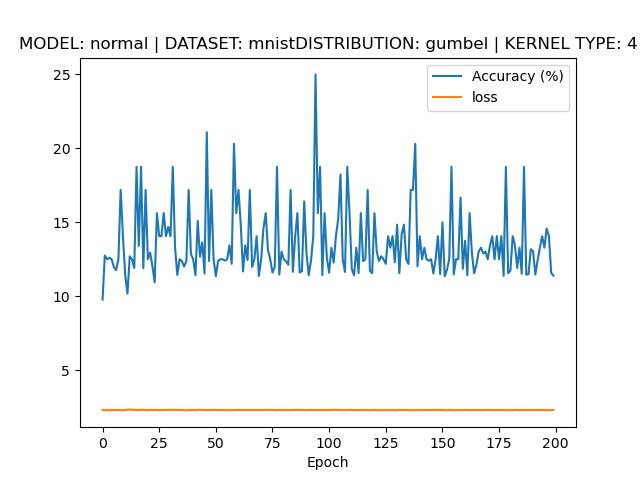 MODEL: normal | DATASET: mnistDISTRIBUTION: gumbel | KERNEL TYPE: 4
25
20
15
10
5
Accuracy (%)
loss
0 25 50 75 100 125 150 175 200
Epoch